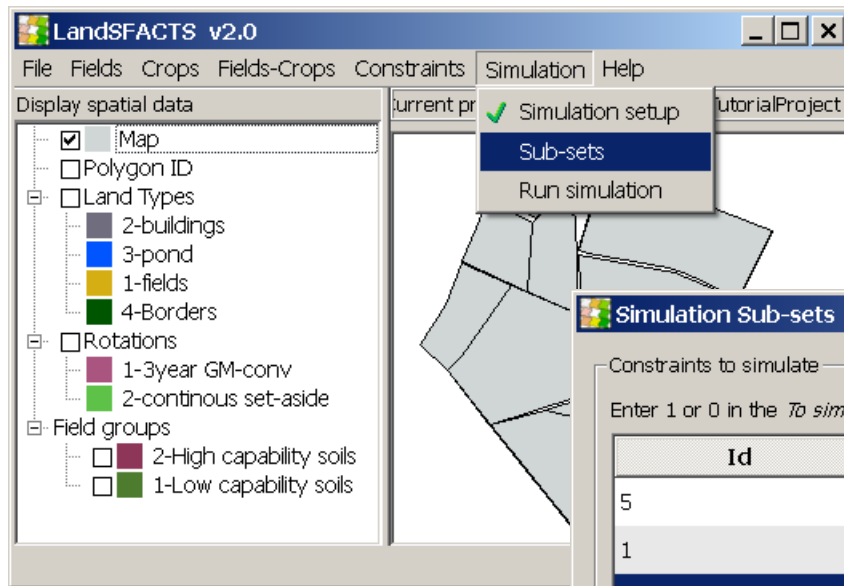 LandSFACTS v2.0
File Fields Crops Fields-Crops Constraints Simulation Help
Display spatial data
Map
Polygon ID
Land Types
2-buildings
3-pond
1-fields
4-Borders
Rotations
1-3year GM-conv
2-continous set-aside
Field groups
2-High capability soils
1-Low capability soils
Current pr
Simulation setup
Sub-sets
Run simulation
utorialProject
Simulation Sub-sets
Constraints to simulate
Enter 1 or 0 in the To sim
Id
5
1